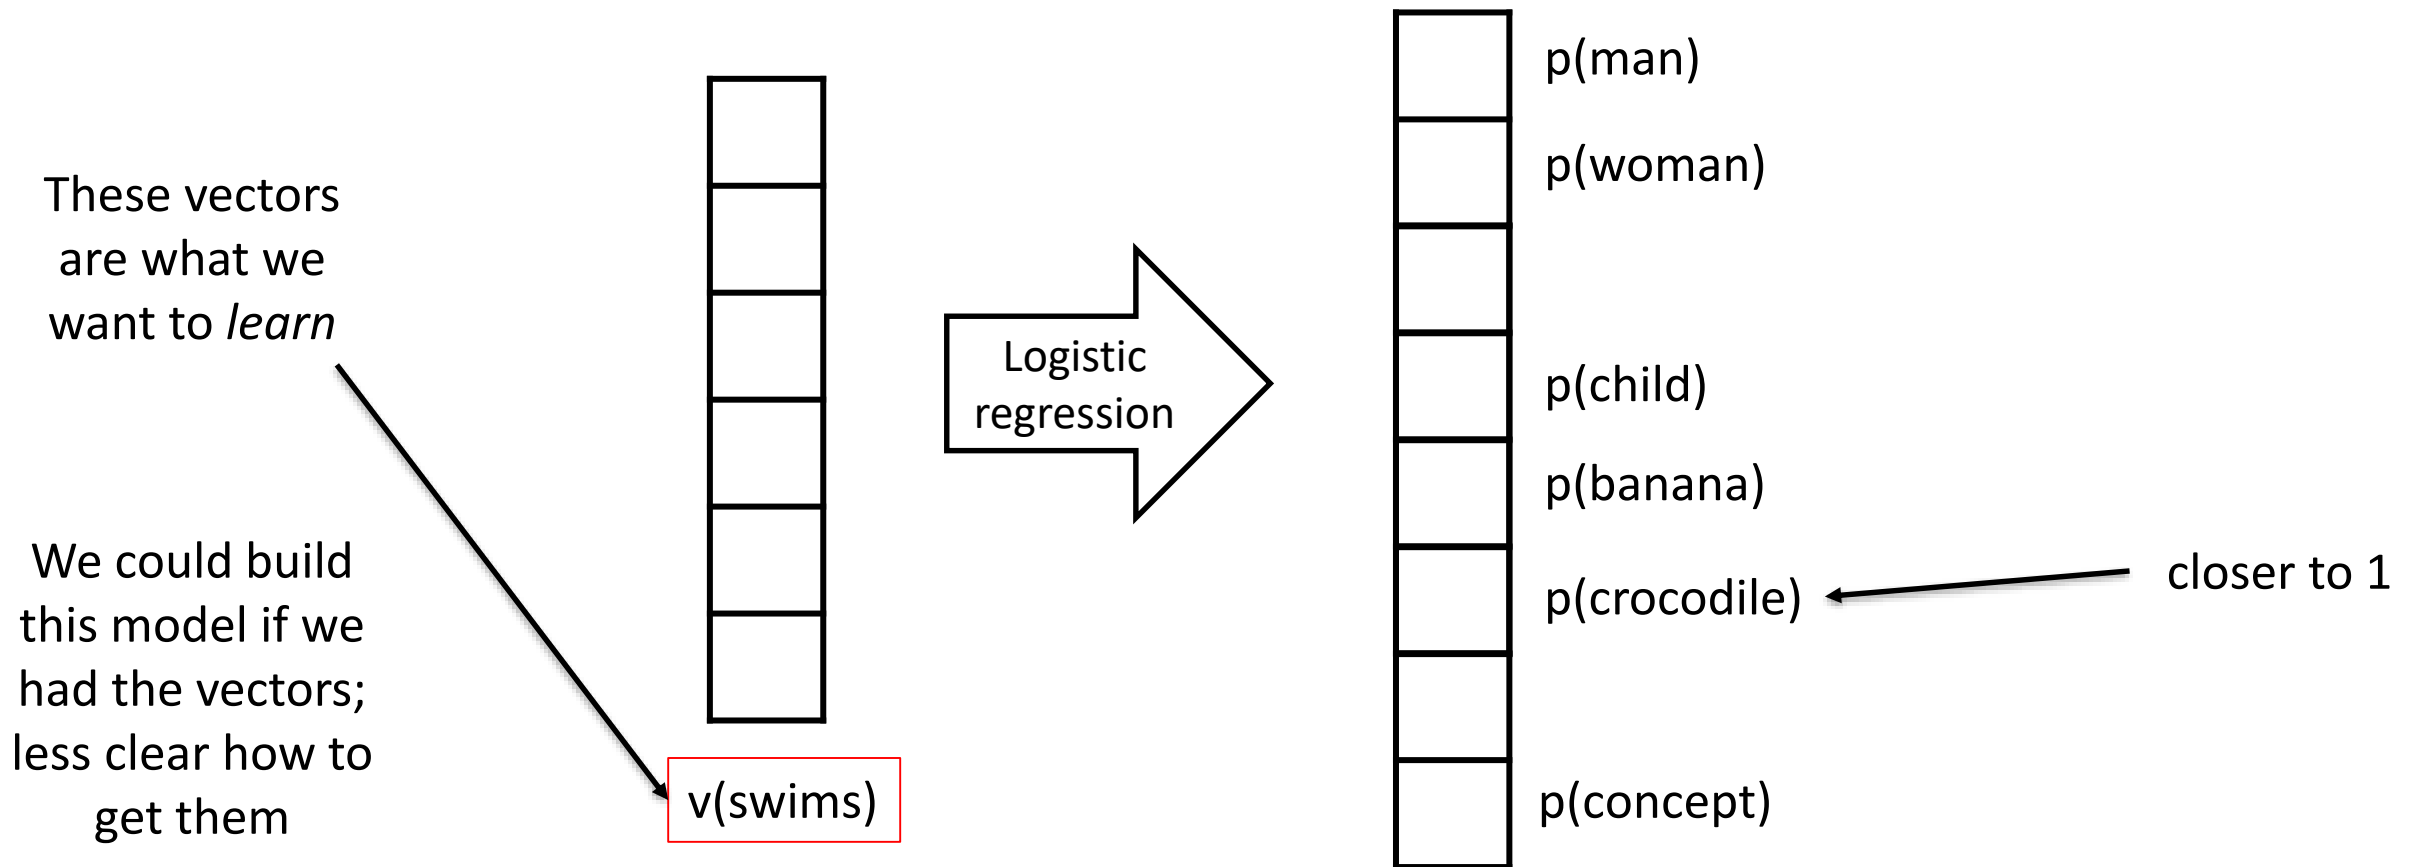 These vectors
are what we
want to learn
We could build
this model if we
had the vectors;
less clear how to
get them
v(swims)
Logistic
regression
p(man)
p(woman)
p(child)
p(banana)
p(crocodile)
p(concept)
closer to 1